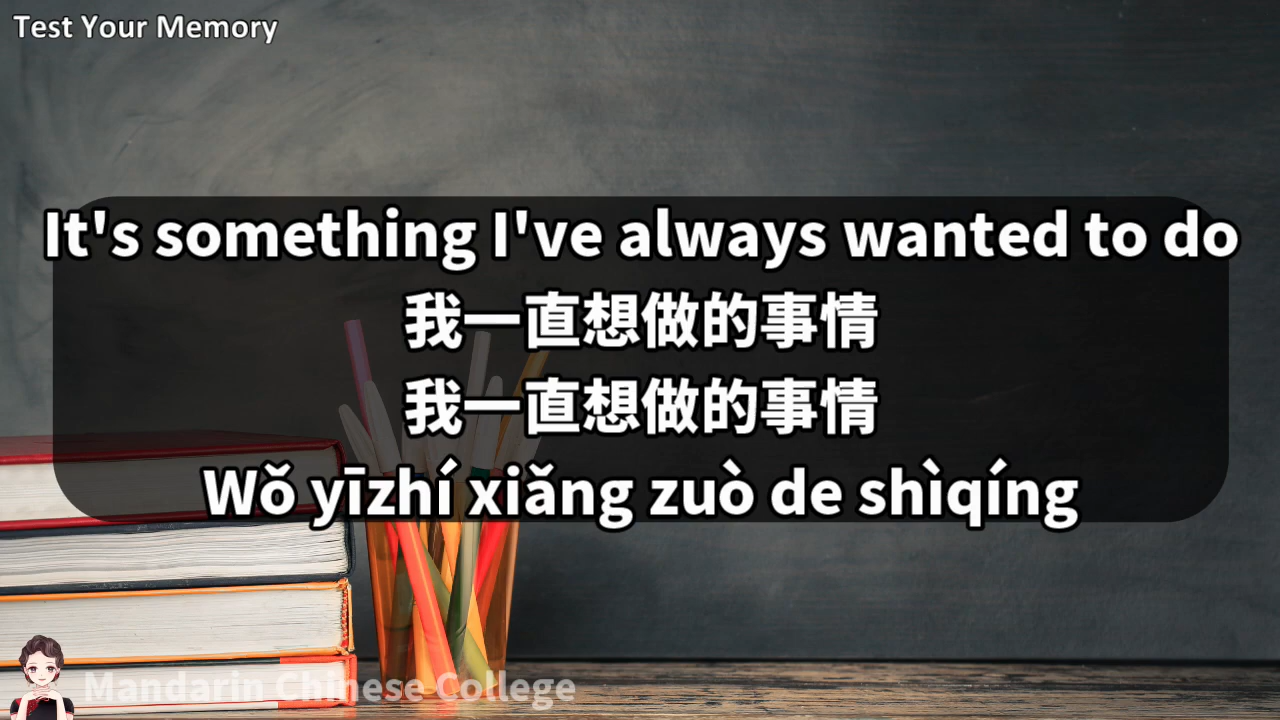 Test Your Memory
It's something I've always wanted to do
我一直想做的事情
我一直想做的事情
Wǒ yīzhí xiǎng zuò de shìqíng
Mandarin Chinese College